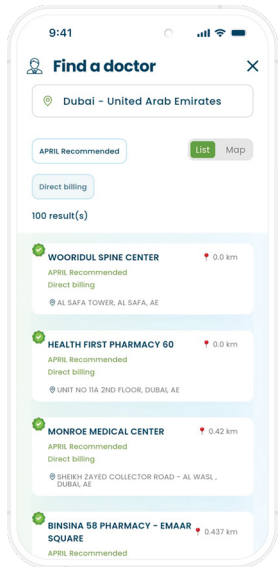 9:41
Find a doctor
Dubai - United Arab Emirates
APRIL Recommended
List Map
Direct billing
100 result(s)
WOORIDUL SPINE CENTER 0.0 km
APRIL Recommended
Direct billing
AL SAFA TOWER, AL SAFA, AE
HEALTH FIRST PHARMACY 60 0.0 km
APRIL Recommended
Direct billing
UNIT NO 11A 2ND FLOOR, DUBAI, AE
MONROE MEDICAL CENTER 0.42 km
APRIL Recommended
Direct billing
SHEIKH ZAYED COLLECTOR ROAD - AL WASL ,
DUBAI, AE
BINSINA 58 PHARMACY - EMAAR 0.437 km
SQUARE
APRIL Recommended